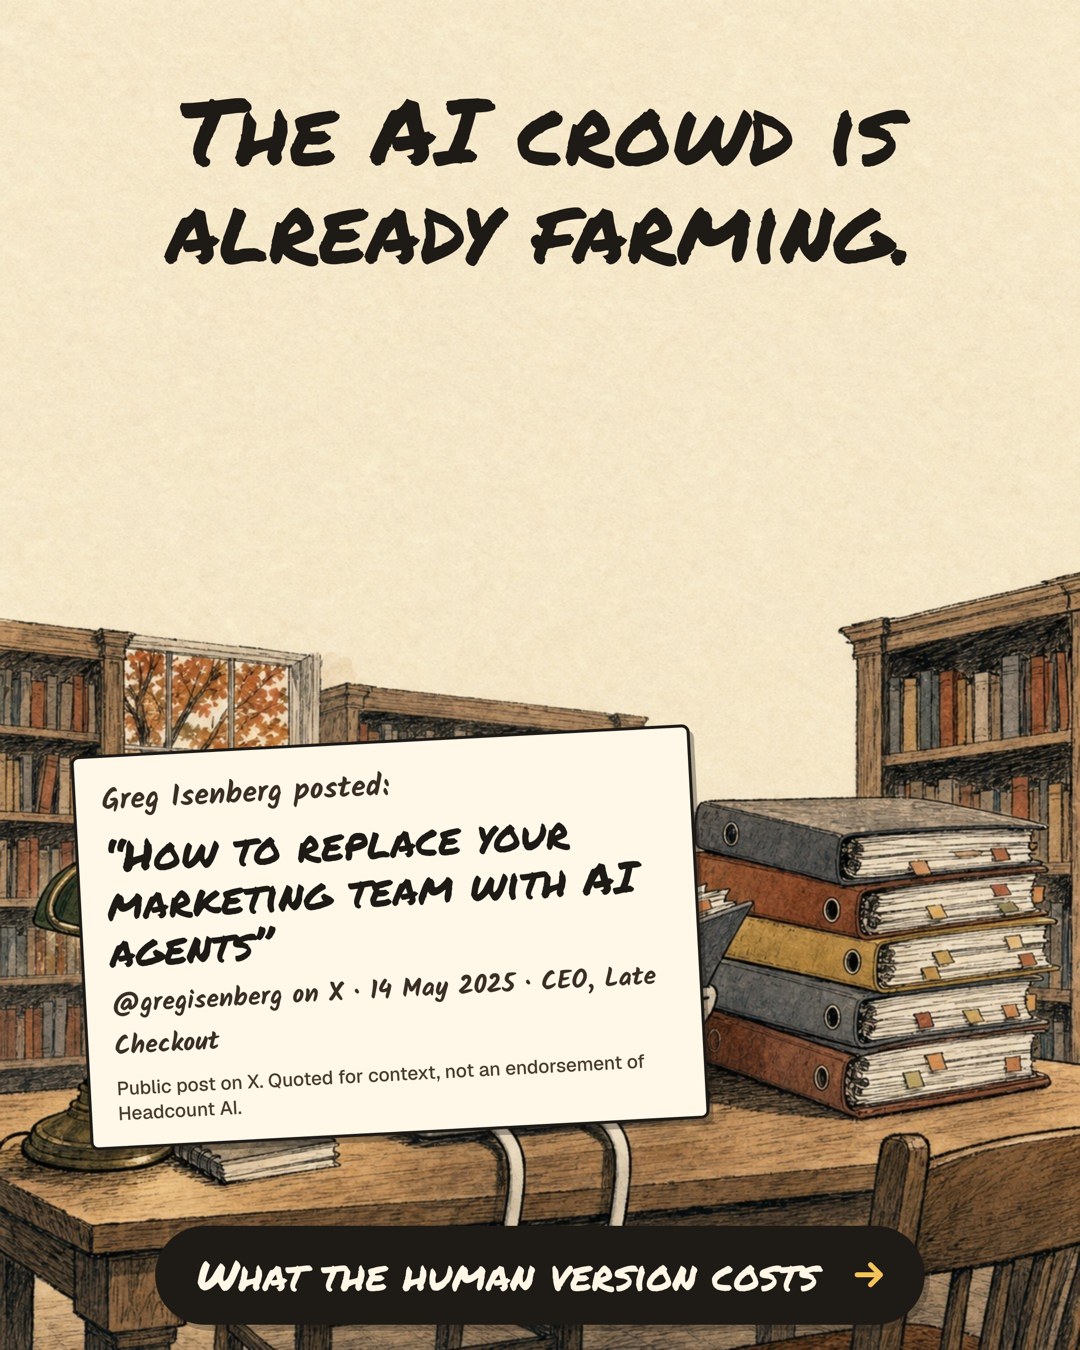 The AI crowd is
already farming.
Greg Isenberg posted:
“How to replace your
marketing team with AI
agents”
@gregisenberg on X · 14 May 2025 · CEO, Late
Checkout
Public post on X. Quoted for context, not an endorsement of
Headcount AI.
What the human version costs →